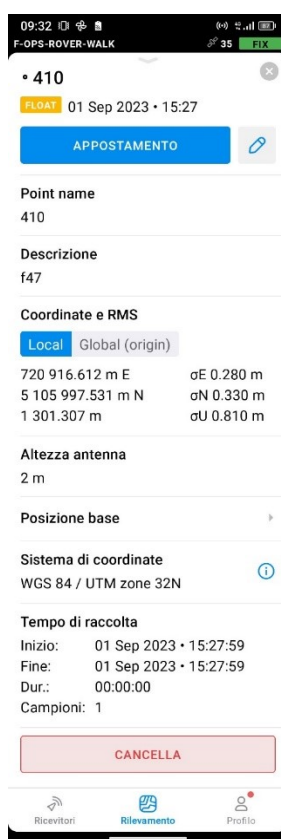 09:32
F-OPS-ROVER-WALK 35 FIX
410
FLOAT 01 Sep 2023 • 15:27
APPOSTAMENTO
Point name
410
Descrizione
f47
Coordinate e RMS
Local Global (origin)
720 916.612 m E σE 0.280 m
5 105 997.531 m N σN 0.330 m
1 301.307 m σU 0.810 m
Altezza antenna
2 m
Posizione base
Sistema di coordinate
WGS 84 / UTM zone 32N
Tempo di raccolta
Inizio: 01 Sep 2023 • 15:27:59
Fine: 01 Sep 2023 • 15:27:59
Dur.: 00:00:00
Campioni: 1
CANCELLA
Ricevitori Rilevamento Profilo